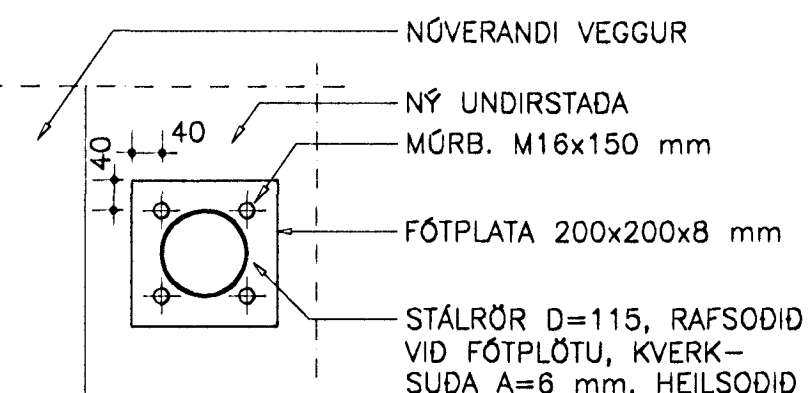 NÚVERANDI VEGGUR
NÝ UNDIRSTAÐA
40
40
MÚRB. M16x150 mm
FÓTPLATA 200x200x8 mm
STÁLRÖR D=115, RAFSOÐIÐ
VIÐ FÓTPLÖTU, KVERK-
SUÐA A=6 mm. HEILSOÐIÐ